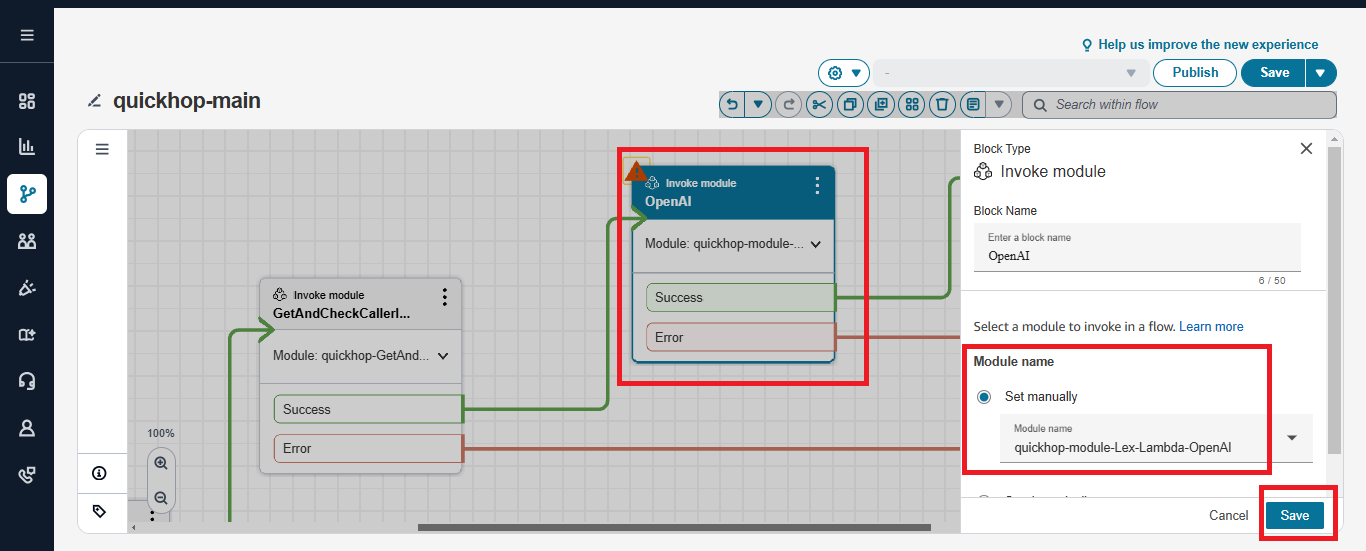 Help us improve the new experience
-
Publish
Save
quickhop-main
Search within flow
Invoke module
OpenAI
Module: quickhop-module-...
Success
Error
Invoke module
GetAndCheckCallerI...
Module: quickhop-GetAnd...
Success
Error
100%
Block Type
Invoke module
Block Name
Enter a block name
OpenAI
6 / 50
Select a module to invoke in a flow. Learn more
Module name
Set manually
Module name
quickhop-module-Lex-Lambda-OpenAI
Cancel
Save